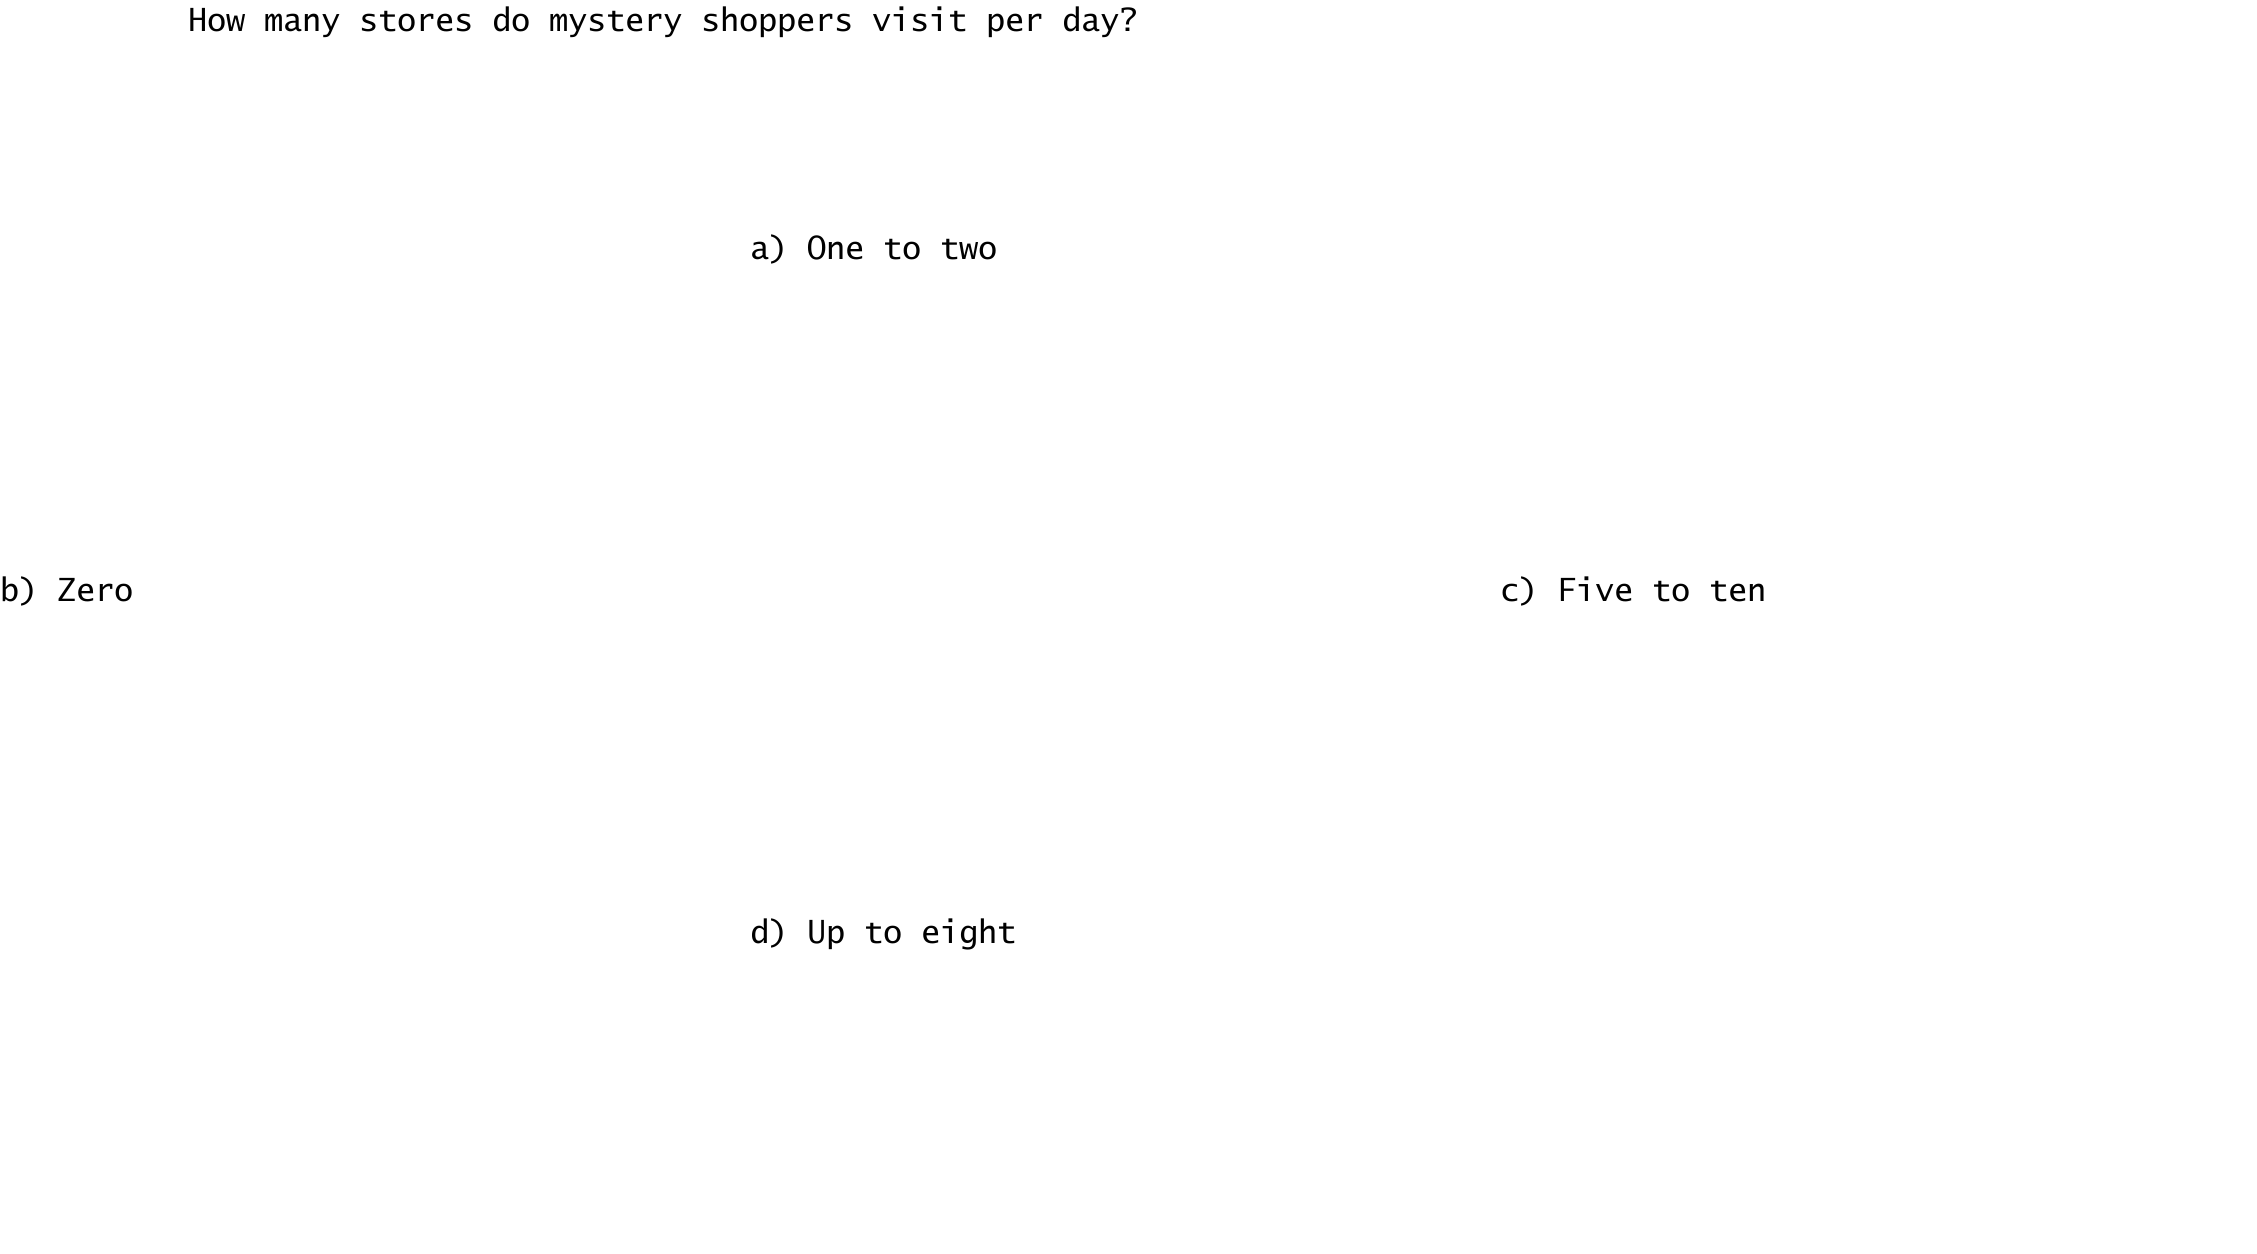 How many stores do mystery shoppers visit per day?
a) One to two
b) Zero
c) Five to ten
d) Up to eight